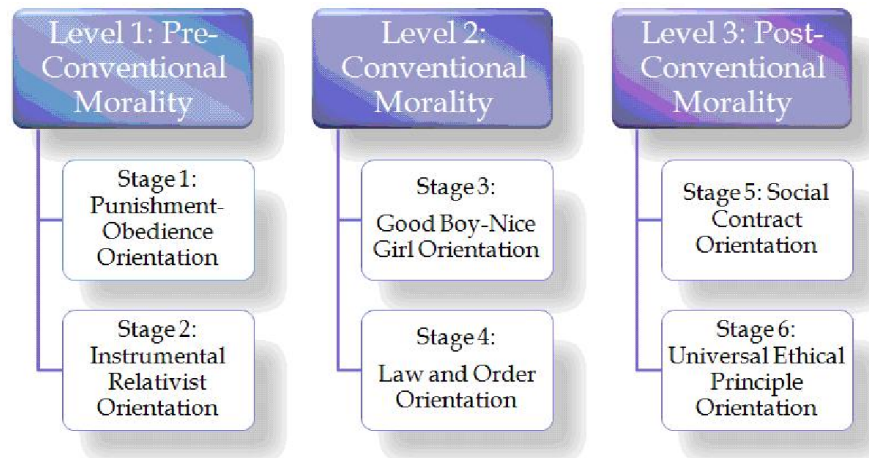 Level 1: Pre-
Conventional
Morality
Stage 1:
Punishment-
Obedience
Orientation
Stage 2:
Instrumental
Relativist
Orientation
Level 2:
Conventional
Morality
Stage 3:
Good Boy-Nice
Girl Orientation
Stage 4:
Law and Order
Orientation
Level 3: Post-
Conventional
Morality
Stage 5: Social
Contract
Orientation
Stage 6:
Universal Ethical
Principle
Orientation